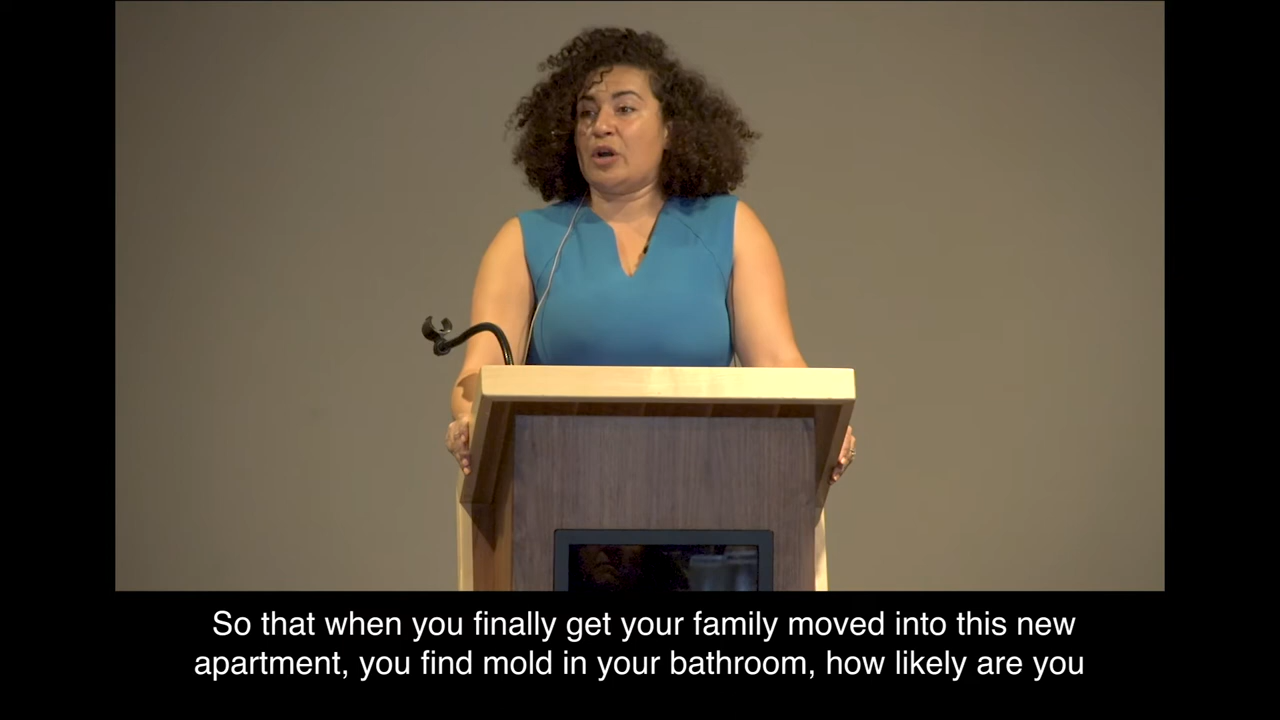 So that when you finally get your family moved into this new
apartment, you find mold in your bathroom, how likely are you